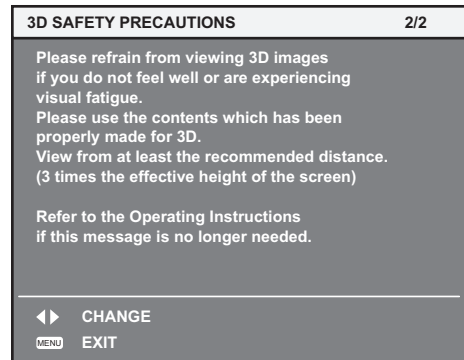 3D SAFETY PRECAUTIONS 2/2
Please refrain from viewing 3D images
if you do not feel well or are experiencing
visual fatigue.
Please use the contents which has been
properly made for 3D.
View from at least the recommended distance.
(3 times the effective height of the screen)
Refer to the Operating Instructions
if this message is no longer needed.
CHANGE
MENU EXIT